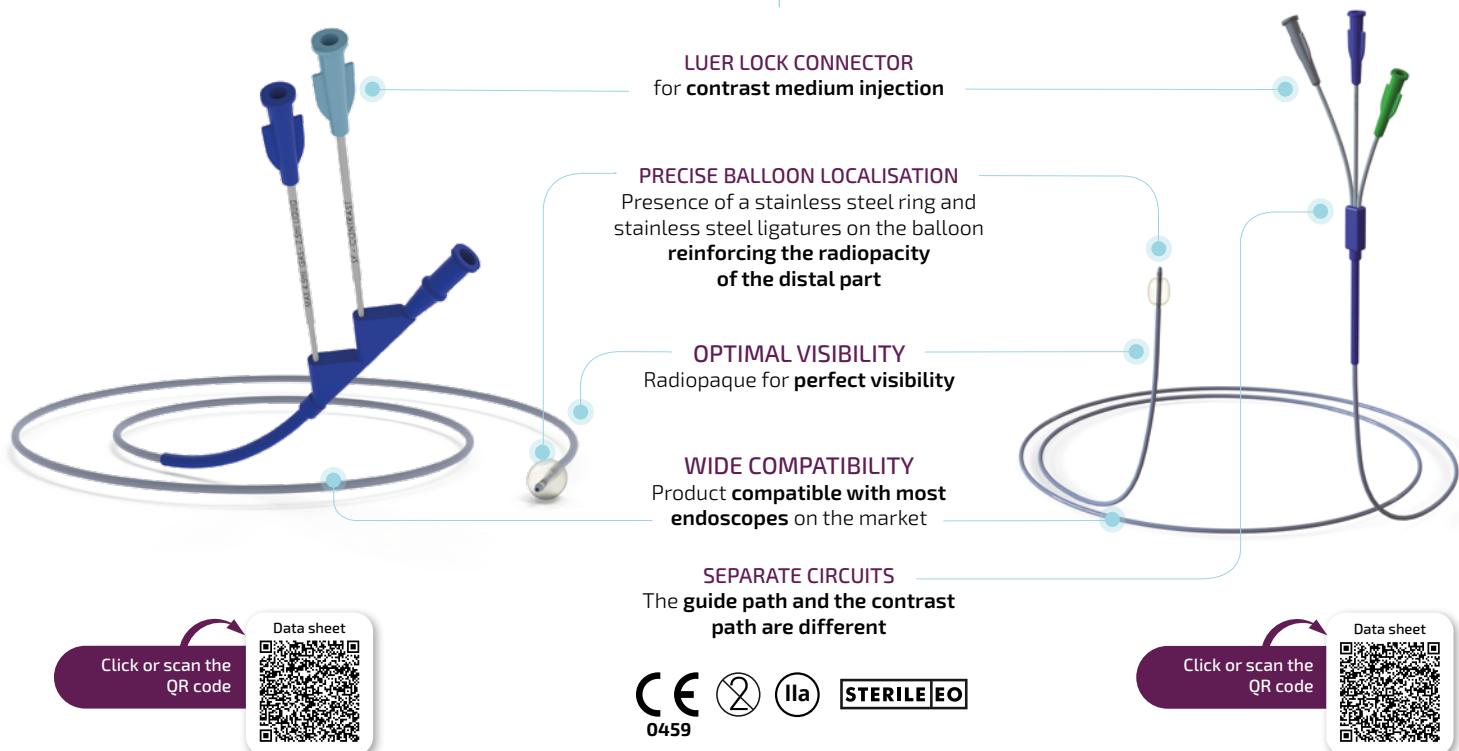 LUER LOCK CONNECTOR
for contrast medium injection
PRECISE BALLOON LOCALISATION
Presence of a stainless steel ring and
stainless steel ligatures on the balloon
reinforcing the radiopacity
of the distal part
OPTIMAL VISIBILITY
Radiopaque for perfect visibility
WIDE COMPATIBILITY
Product compatible with most
endoscopes on the market
SEPARATE CIRCUITS
The guide path and the contrast
path are different
Data sheet
Click or scan the
QR code
CE
0459
2
IIa
STERILE EO
Data sheet
Click or scan the
QR code